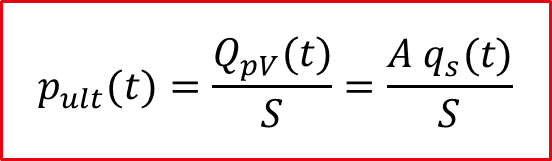 p_ult(t) = Q_pV(t) / S = A q_s(t) / S